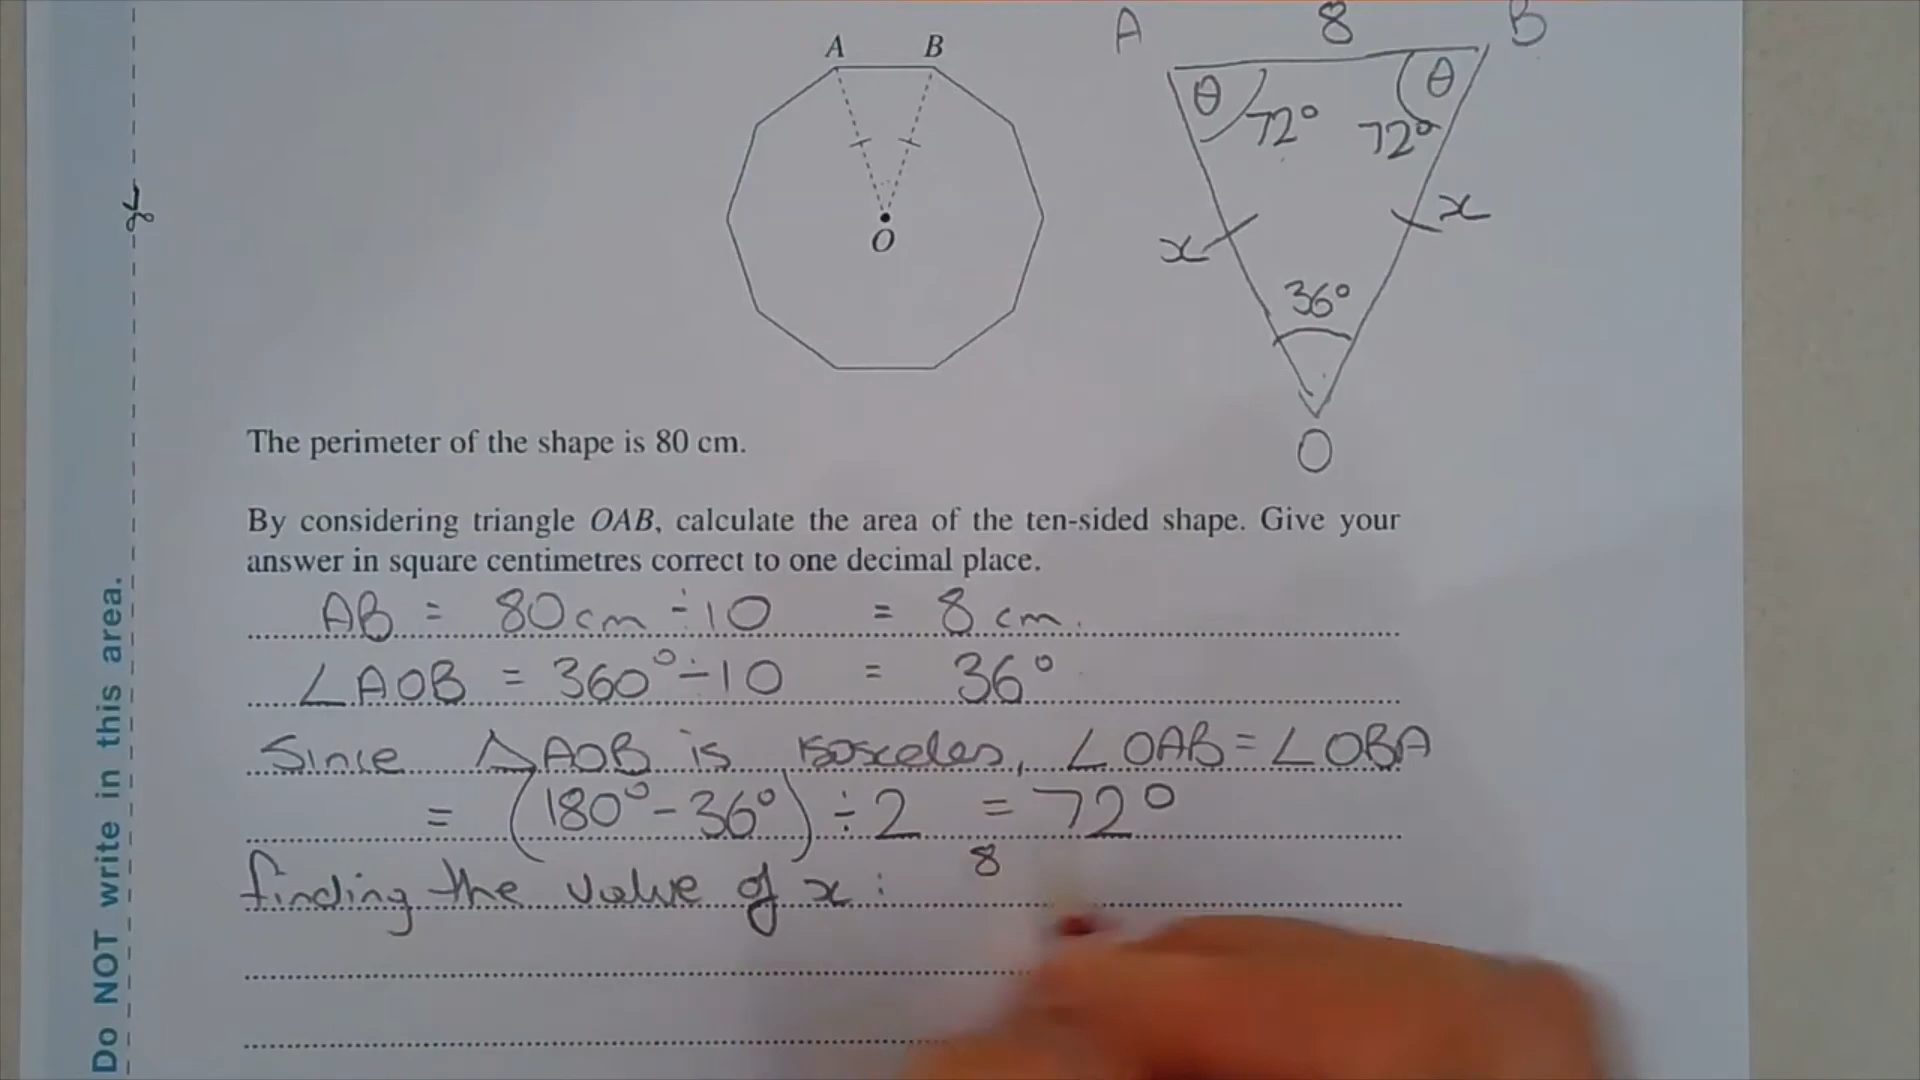 A 8 B
A B
θ 72° 72° θ
x x
O
36°
O
The perimeter of the shape is 80 cm.
By considering triangle OAB, calculate the area of the ten-sided shape. Give your
answer in square centimetres correct to one decimal place.
AB = 80cm ÷ 10 = 8 cm.
∠AOB = 360° ÷ 10 = 36°
Since △AOB is isosceles, ∠OAB = ∠OBA
= (180° - 36°) ÷ 2 = 72°
finding the value of x : 8
Do NOT write in this area.